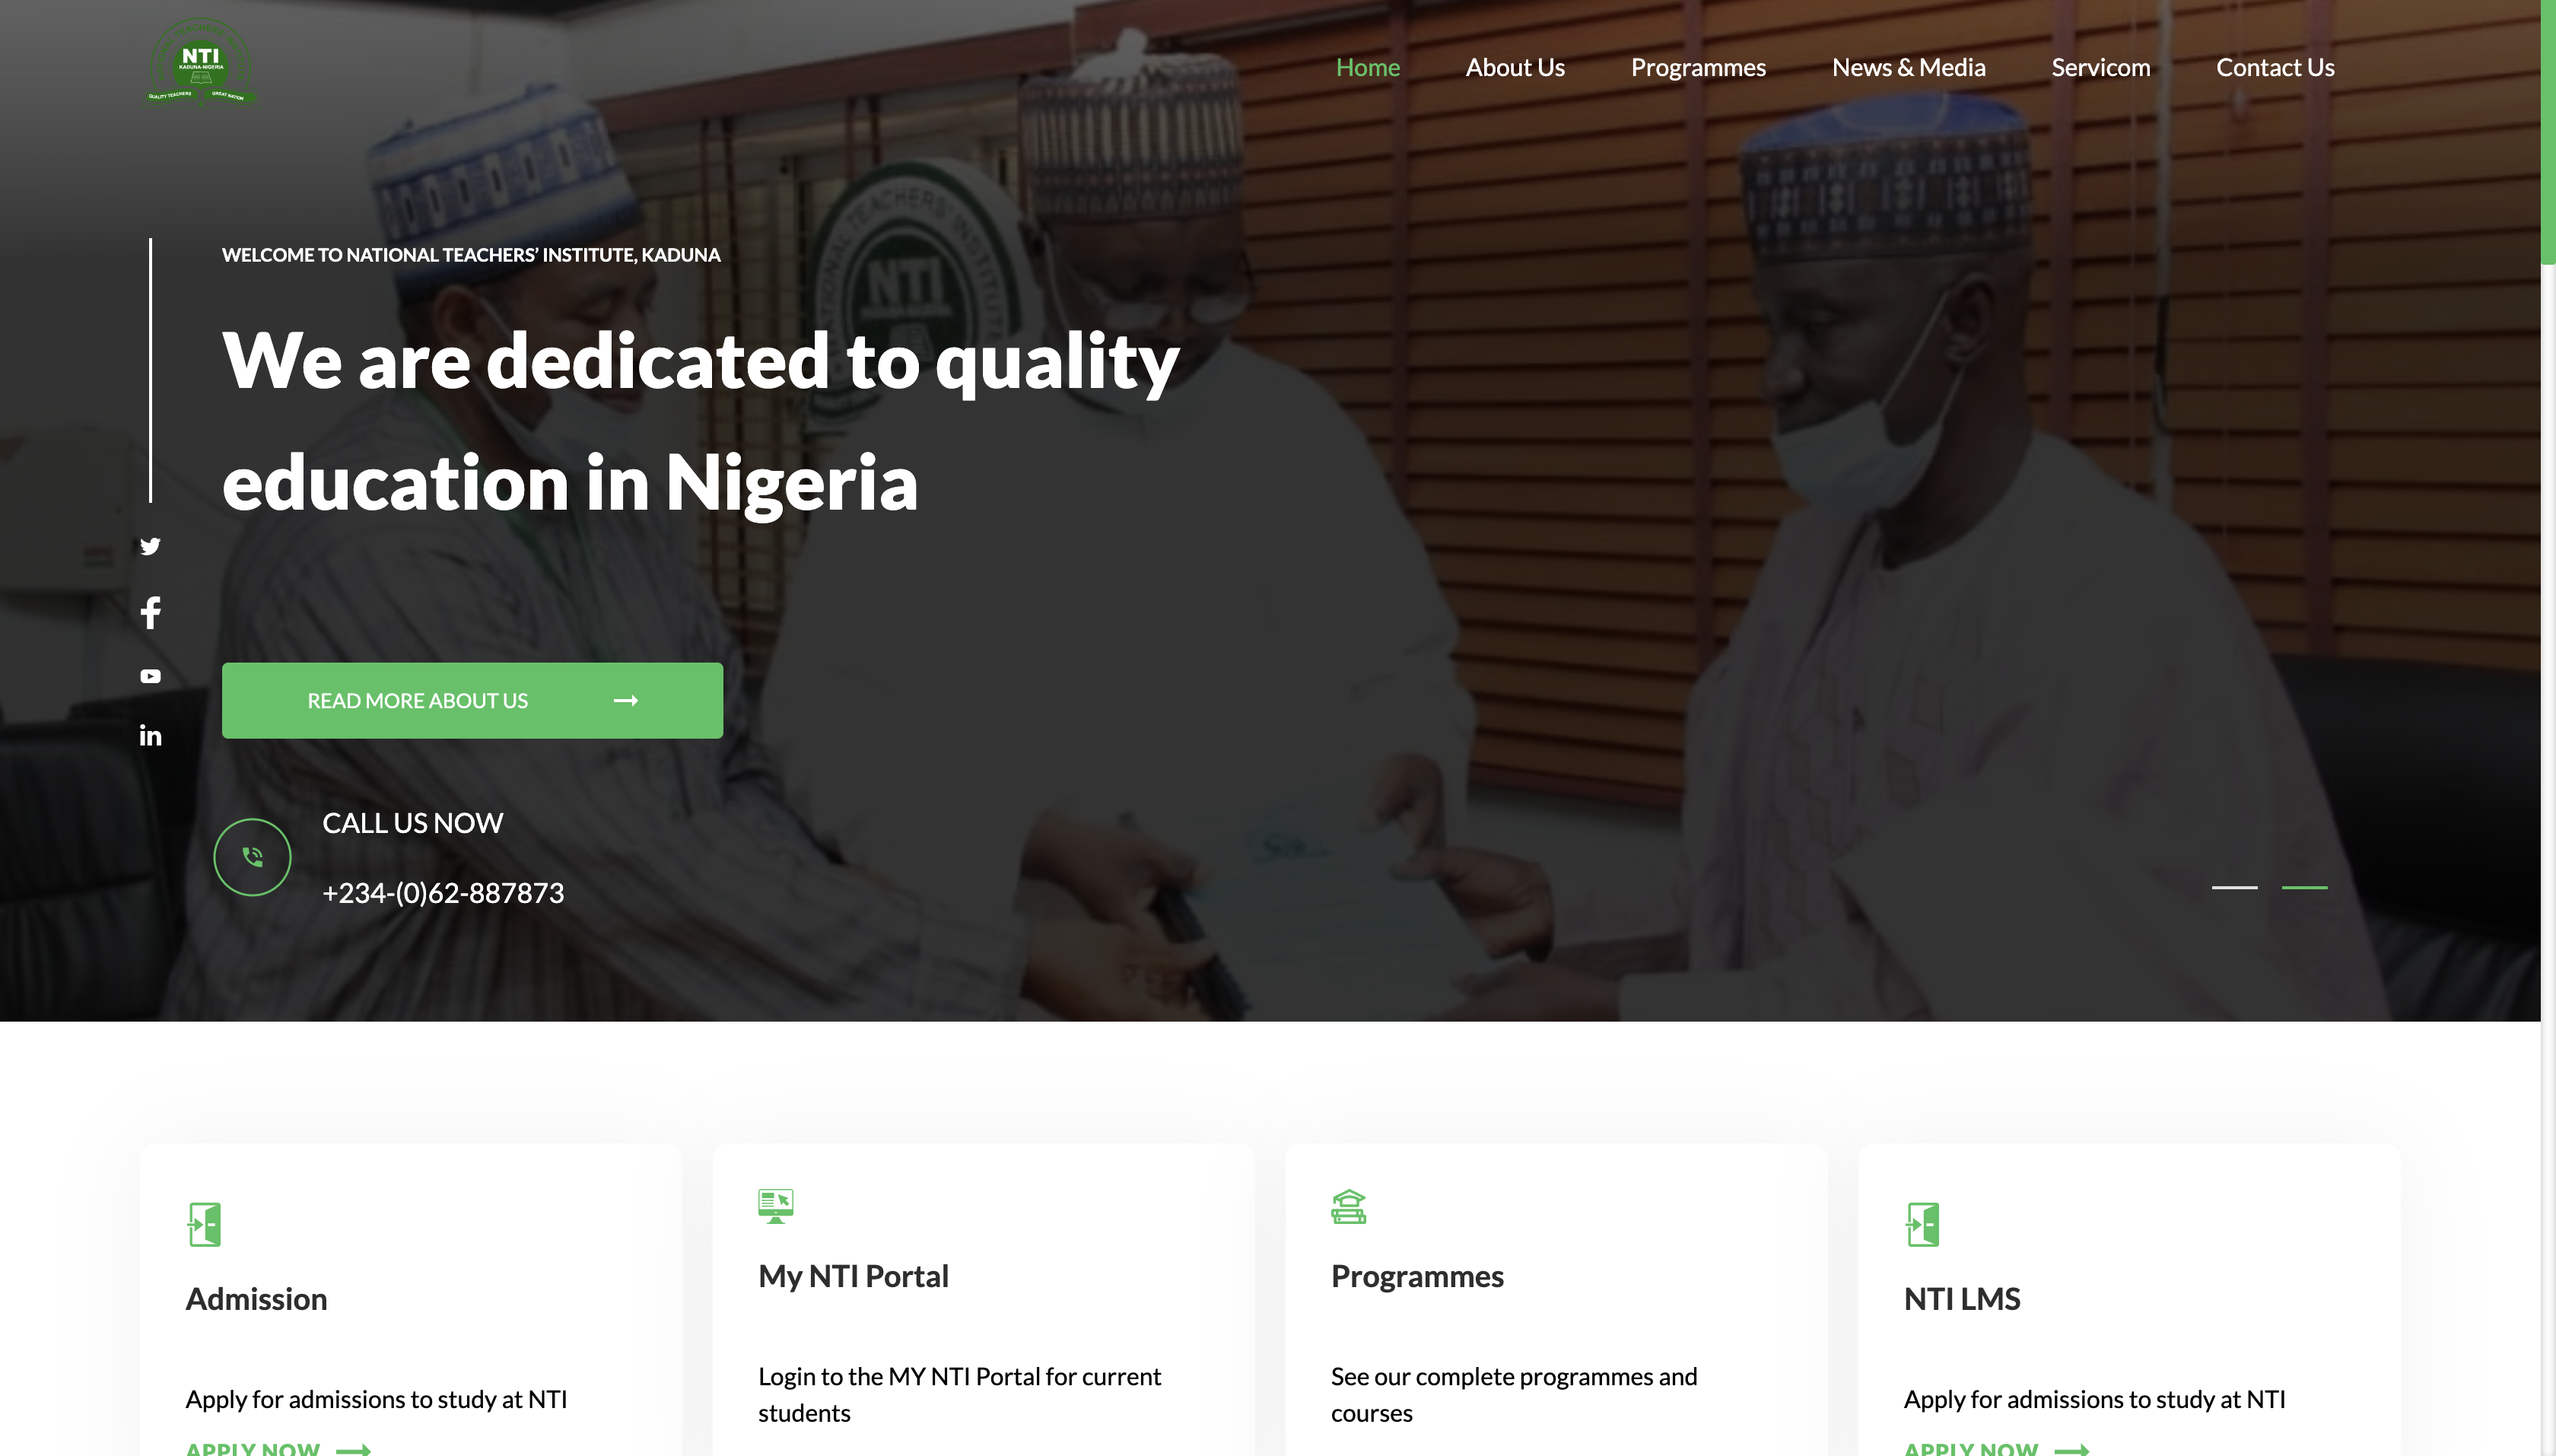 NTI
KADUNA-NIGERIA
QUALITY TEACHERS GREAT NATION
Home About Us Programmes News & Media Servicom Contact Us
NATIONAL TEACHERS' INSTITUTE
NTI
WELCOME TO NATIONAL TEACHERS’ INSTITUTE, KADUNA
We are dedicated to quality
education in Nigeria
READ MORE ABOUT US
CALL US NOW
+234-(0)62-887873
Admission
My NTI Portal
Programmes
NTI LMS
Apply for admissions to study at NTI
Login to the MY NTI Portal for current
students
See our complete programmes and
courses
Apply for admissions to study at NTI
APPLY NOW
APPLY NOW